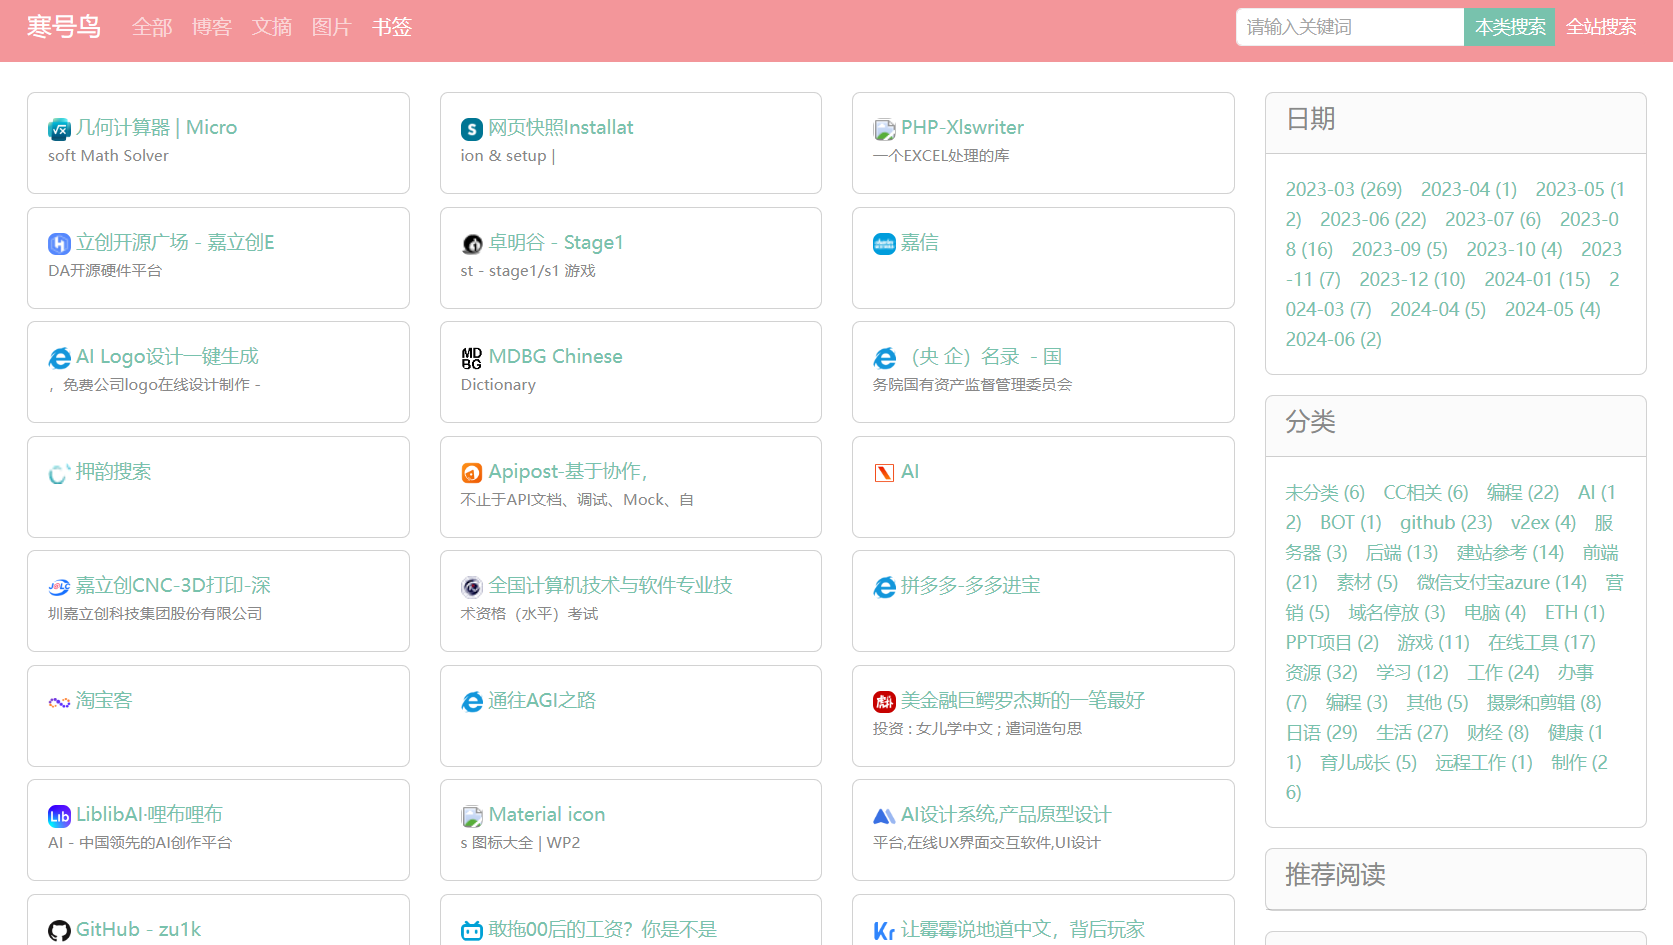 寒号鸟 全部 博客 文摘 图片 书签 请输入关键词 本类搜索 全站搜索
几何计算器 | Micro
soft Math Solver
网页快照Installat
ion & setup |
PHP-Xlswriter
一个EXCEL处理的库
立创开源广场 - 嘉立创E
DA开源硬件平台
卓明谷 - Stage1
st - stage1/s1 游戏
嘉信
AI Logo设计一键生成
，免费公司logo在线设计制作 -
MDBG Chinese
Dictionary
（央 企）名录 - 国
务院国有资产监督管理委员会
押韵搜索
Apipost-基于协作，
不止于API文档、调试、Mock、自
AI
嘉立创CNC-3D打印-深
圳嘉立创科技集团股份有限公司
全国计算机技术与软件专业技
术资格（水平）考试
拼多多-多多进宝
淘宝客
通往AGI之路
美金融巨鳄罗杰斯的一笔最好
投资 : 女儿学中文 ; 遣词造句思
LiblibAI·哩布哩布
AI - 中国领先的AI创作平台
Material icon
s 图标大全 | WP2
AI设计系统,产品原型设计
平台,在线UX界面交互软件,UI设计
GitHub - zu1k
敢拖00后的工资？你是不是
让霉霉说地道中文，背后玩家
日期
2023-03 (269) 2023-04 (1) 2023-05 (1
2) 2023-06 (22) 2023-07 (6) 2023-0
8 (16) 2023-09 (5) 2023-10 (4) 2023
-11 (7) 2023-12 (10) 2024-01 (15) 2
024-03 (7) 2024-04 (5) 2024-05 (4)
2024-06 (2)
分类
未分类 (6) CC相关 (6) 编程 (22) AI (1
2) BOT (1) github (23) v2ex (4) 服
务器 (3) 后端 (13) 建站参考 (14) 前端
(21) 素材 (5) 微信支付宝azure (14) 营
销 (5) 域名停放 (3) 电脑 (4) ETH (1)
PPT项目 (2) 游戏 (11) 在线工具 (17)
资源 (32) 学习 (12) 工作 (24) 办事
(7) 编程 (3) 其他 (5) 摄影和剪辑 (8)
日语 (29) 生活 (27) 财经 (8) 健康 (1
1) 育儿成长 (5) 远程工作 (1) 制作 (2
6)
推荐阅读